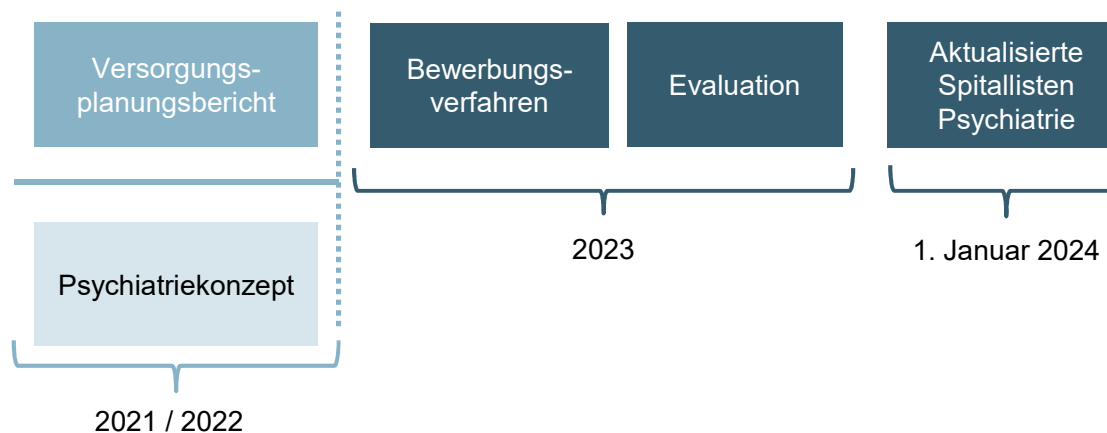 Versorgungs-
planungsbericht
Bewerbungs-
verfahren
Evaluation
Aktualisierte
Spitallisten
Psychiatrie
2023
1. Januar 2024
Psychiatriekonzept
2021 / 2022